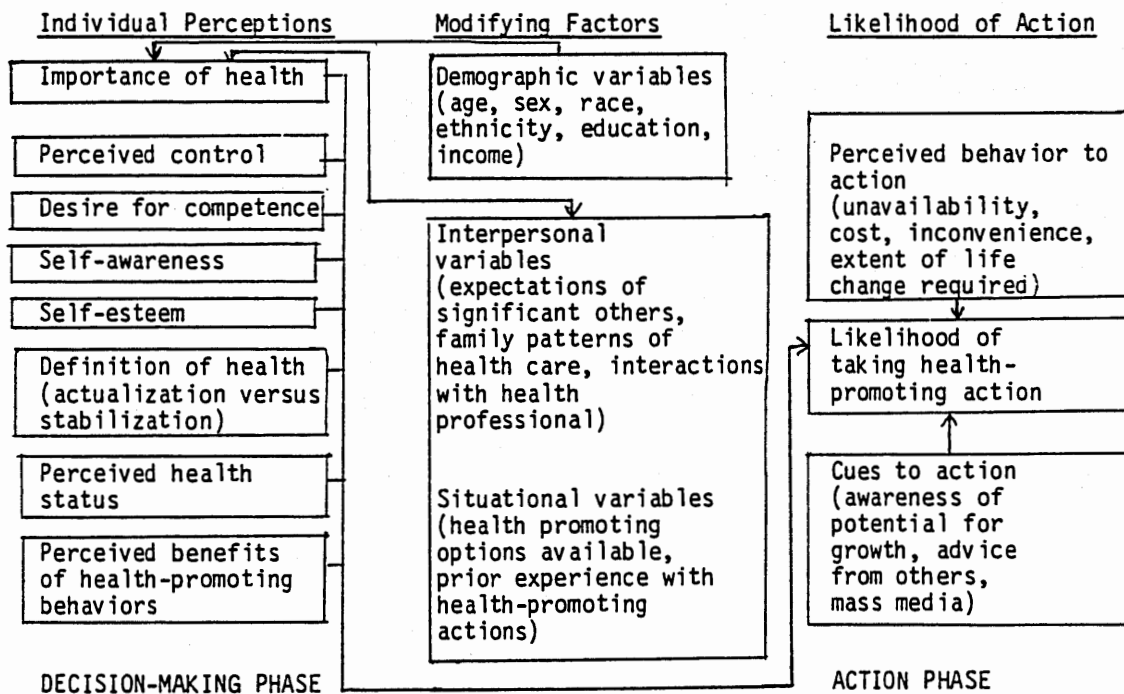 Individual Perceptions
Modifying Factors
Likelihood of Action
Importance of health
Perceived control
Desire for competence
Self-awareness
Self-esteem
Definition of health
(actualization versus
stabilization)
Perceived health
status
Perceived benefits
of health-promoting
behaviors
DECISION-MAKING PHASE
Demographic variables
(age, sex, race,
ethnicity, education,
income)
Interpersonal
variables
(expectations of
significant others,
family patterns of
health care, interactions
with health
professional)
Situational variables
(health promoting
options available,
prior experience with
health-promoting
actions)
Perceived behavior to
action
(unavailability,
cost, inconvenience,
extent of life
change required)
Likelihood of
taking health-
promoting action
Cues to action
(awareness of
potential for
growth, advice
from others,
mass media)
ACTION PHASE